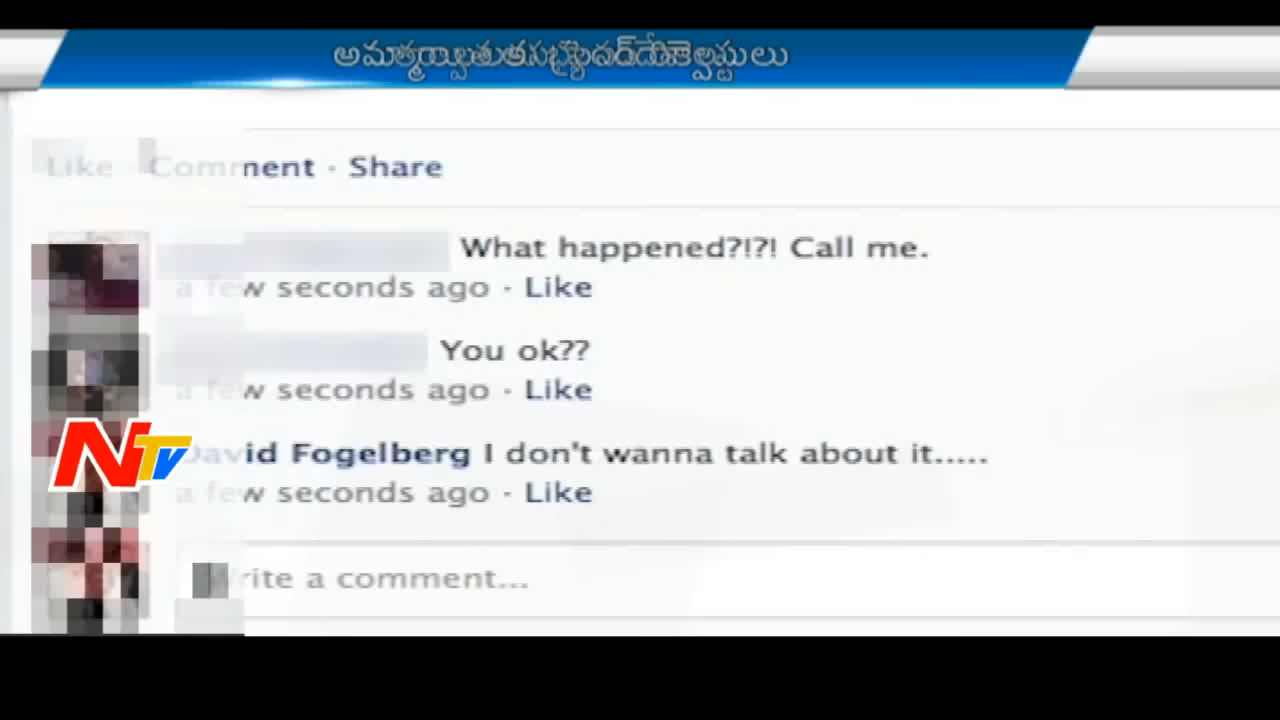 Like · Comment · Share
What happened?!?! Call me.
a few seconds ago · Like
You ok??
a few seconds ago · Like
David Fogelberg I don't wanna talk about it.....
a few seconds ago · Like
NTV
Write a comment...